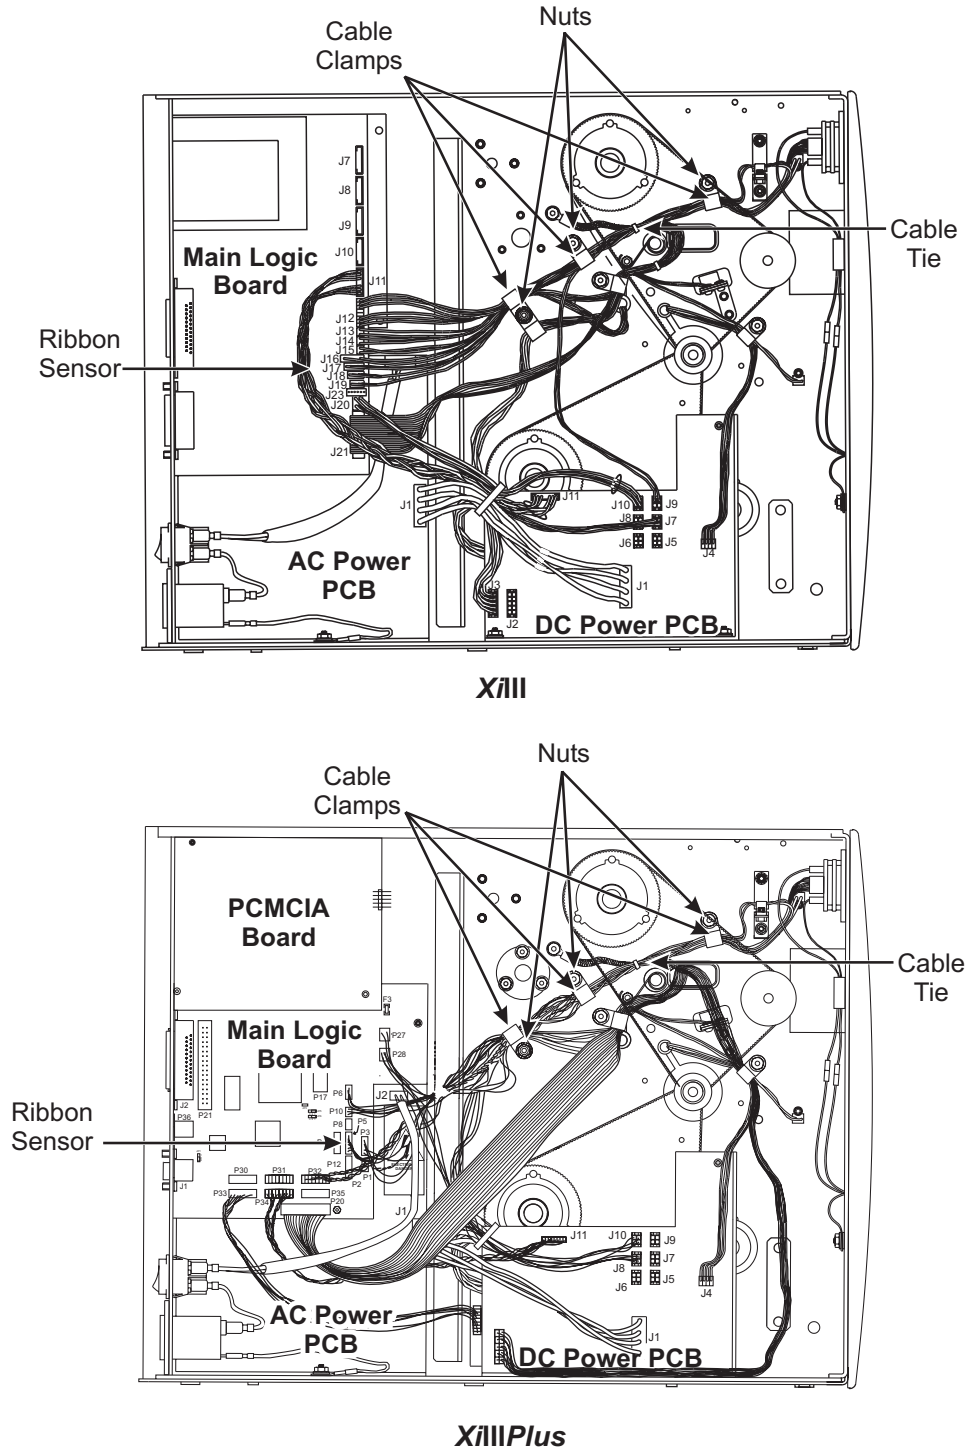 Nuts
Cable
Clamps
J7
J8
J9
J10
Main Logic
Board
J11
Cable
Tie
Ribbon
Sensor
J12
J13
J14
J15
J16
J17
J18
J19
J23
J20
J21
J1
J11
J10
J9
J8
J7
J6
J5
J4
AC Power
PCB
J3
J2
J1
DC Power PCB
XiIII
Nuts
Cable
Clamps
PCMCIA
Board
Cable
Tie
F3
Main Logic
Board
P27
P28
P17
P6
J2
J2
P21
P36
P10
P8
P5
P3
Ribbon
Sensor
P12
P1
P2
J1
P30
P31
P32
P33
P34
P35
P20
J1
J11
J10
J9
J8
J7
J6
J5
J4
AC Power
PCB
J1
DC Power PCB
XiIIIPlus